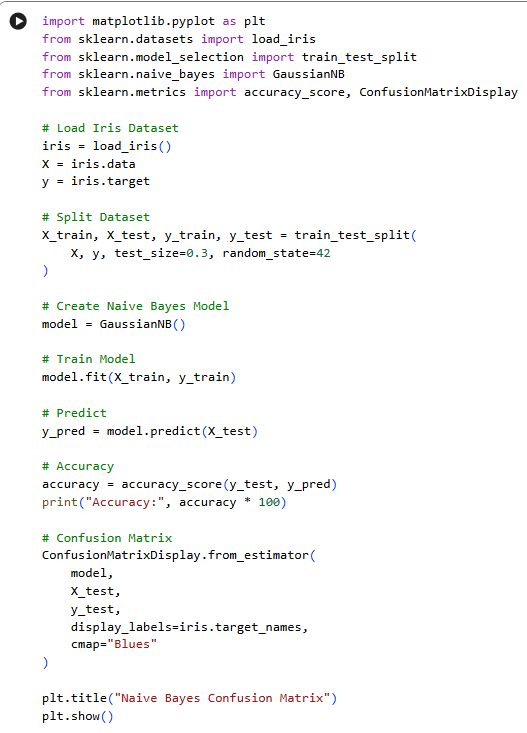 import matplotlib.pyplot as plt
from sklearn.datasets import load_iris
from sklearn.model_selection import train_test_split
from sklearn.naive_bayes import GaussianNB
from sklearn.metrics import accuracy_score, ConfusionMatrixDisplay

# Load Iris Dataset
iris = load_iris()
X = iris.data
y = iris.target

# Split Dataset
X_train, X_test, y_train, y_test = train_test_split(
    X, y, test_size=0.3, random_state=42
)

# Create Naive Bayes Model
model = GaussianNB()

# Train Model
model.fit(X_train, y_train)

# Predict
y_pred = model.predict(X_test)

# Accuracy
accuracy = accuracy_score(y_test, y_pred)
print("Accuracy:", accuracy * 100)

# Confusion Matrix
ConfusionMatrixDisplay.from_estimator(
    model,
    X_test,
    y_test,
    display_labels=iris.target_names,
    cmap="Blues"
)

plt.title("Naive Bayes Confusion Matrix")
plt.show()